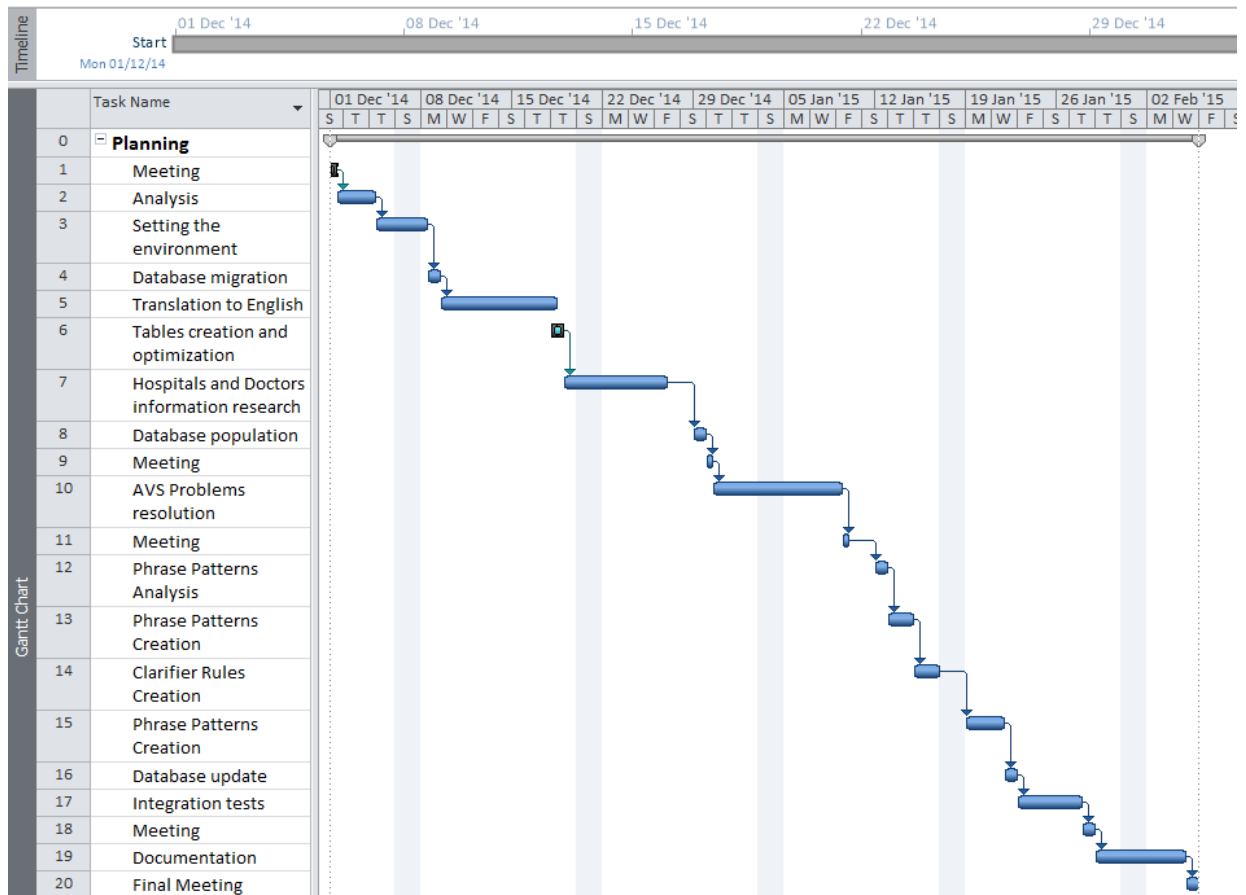 Timeline
01 Dec '14 08 Dec '14 15 Dec '14 22 Dec '14 29 Dec '14
Start
Mon 01/12/14
Gantt Chart
Task Name
01 Dec '14 08 Dec '14 15 Dec '14 22 Dec '14 29 Dec '14 05 Jan '15 12 Jan '15 19 Jan '15 26 Jan '15 02 Feb '15
S T T S M W F S T T S M W F S T T S M W F S T T S M W F S T T S M W F S
0 Planning
1 Meeting
2 Analysis
3 Setting the
environment
4 Database migration
5 Translation to English
6 Tables creation and
optimization
7 Hospitals and Doctors
information research
8 Database population
9 Meeting
10 AVS Problems
resolution
11 Meeting
12 Phrase Patterns
Analysis
13 Phrase Patterns
Creation
14 Clarifier Rules
Creation
15 Phrase Patterns
Creation
16 Database update
17 Integration tests
18 Meeting
19 Documentation
20 Final Meeting